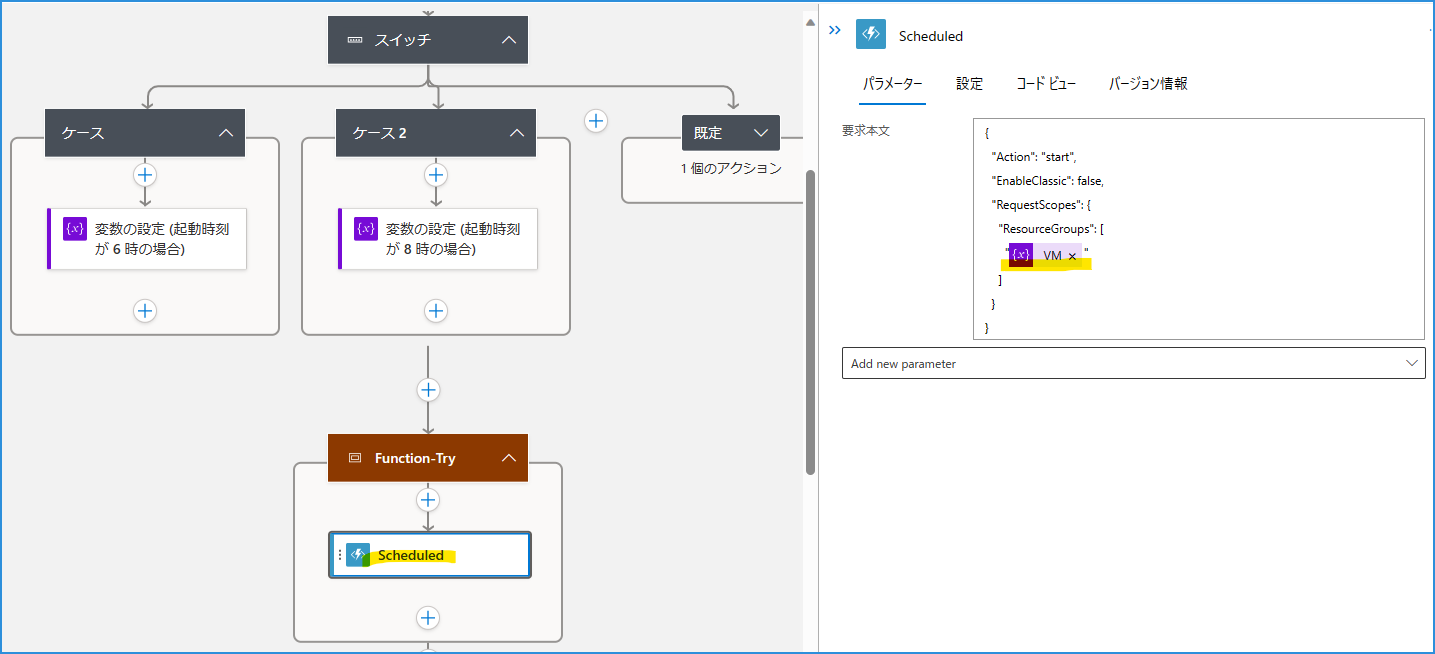 スイッチ
ケース
ケース 2
既定
1 個のアクション
{x} 変数の設定 (起動時刻
が 6 時の場合)
{x} 変数の設定 (起動時刻
が 8 時の場合)
Function-Try
Scheduled
Scheduled
パラメーター 設定 コード ビュー バージョン情報
要求本文
{
"Action": "start",
"EnableClassic": false,
"RequestScopes": {
"ResourceGroups": [
"{x} VM × "
]
}
}
Add new parameter